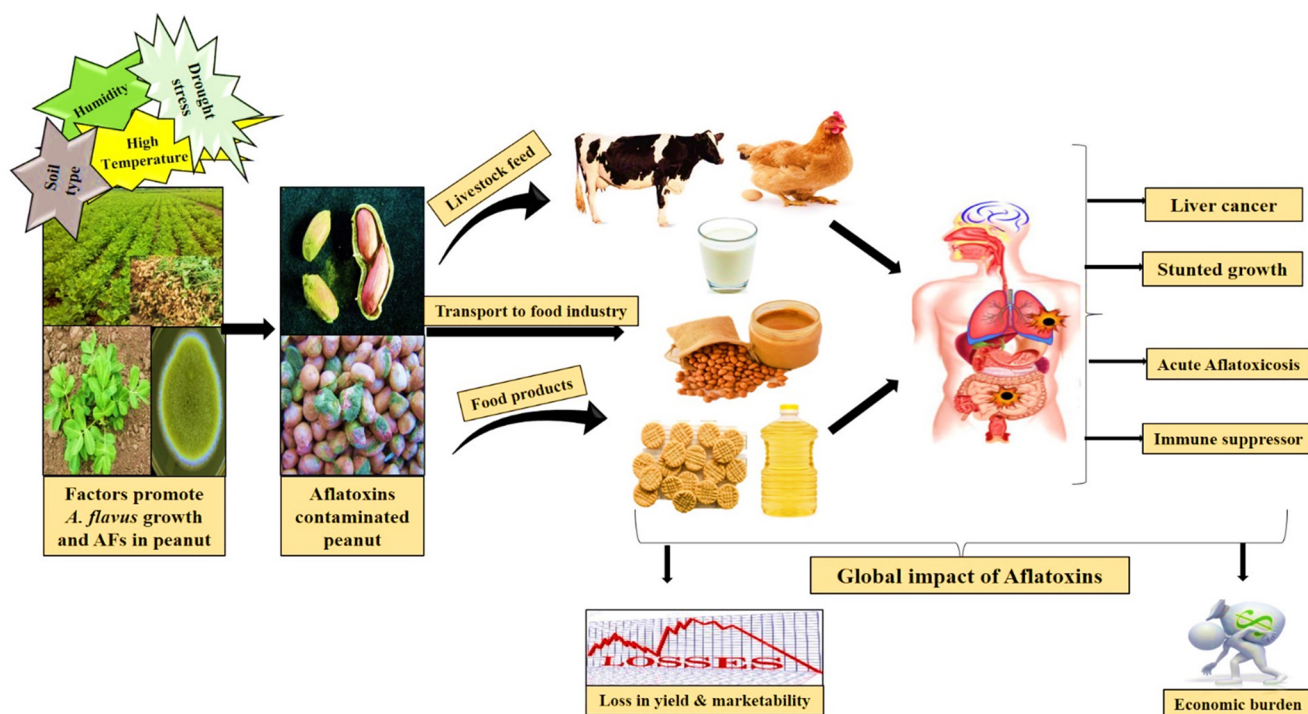 Humidity
Drought
stress
High
Temperature
Soil
type
Factors promote
A. flavus growth
and AFs in peanut
Aflatoxins
contaminated
peanut
Livestock feed
Transport to food industry
Food products
Liver cancer
Stunted growth
Acute Aflatoxicosis
Immune suppressor
Global impact of Aflatoxins
LOSSES
Loss in yield & marketability
$
Economic burden